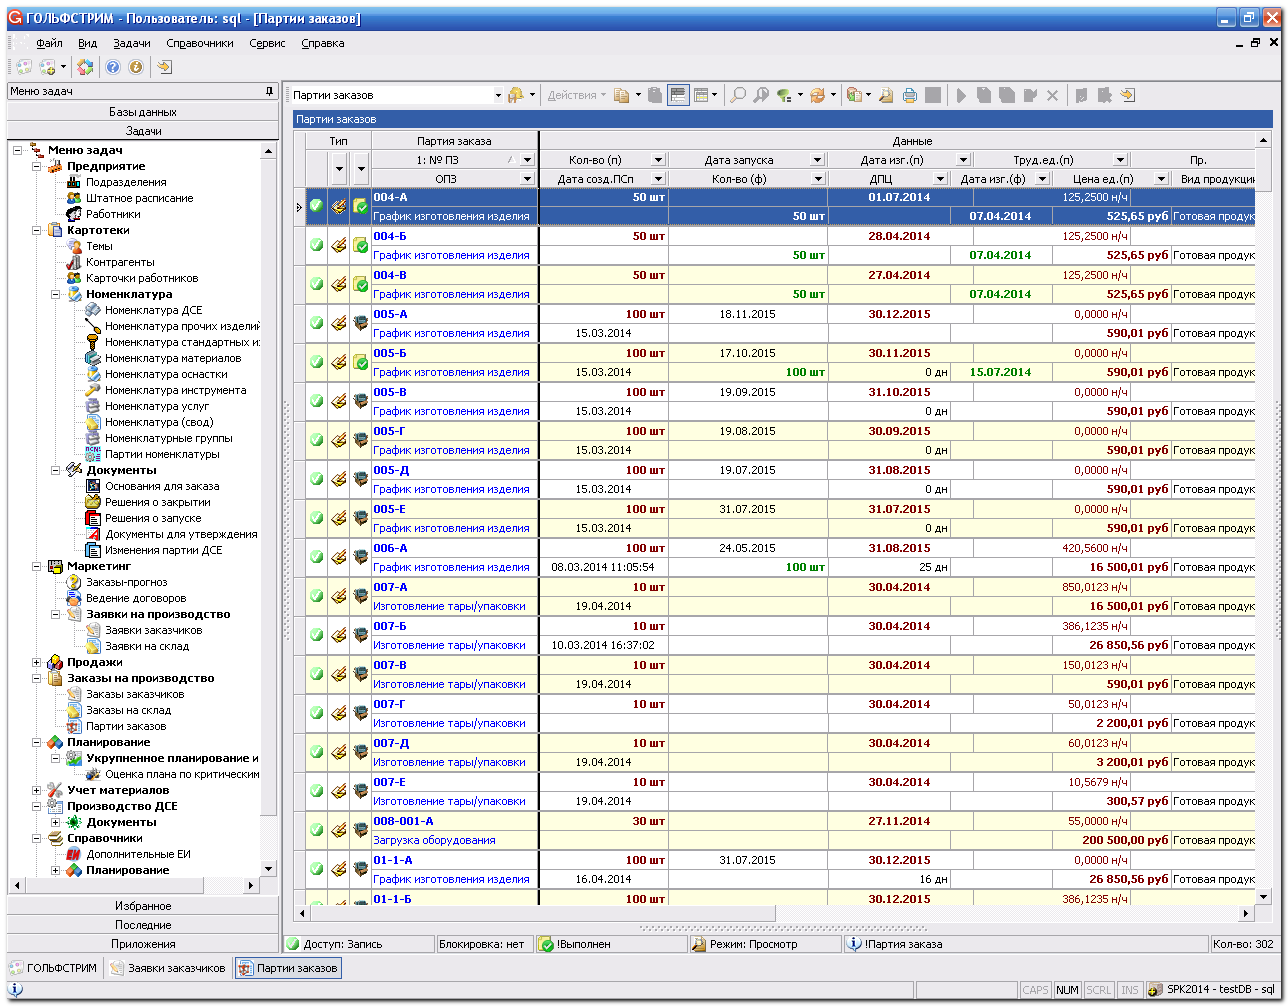 ГОЛЬФСТРИМ - Пользователь: sql - [Партии заказов]
Файл Вид Задачи Справочники Сервис Справка
Меню задач
Базы данных
Задачи
Меню задач
Предприятие
Подразделения
Штатное расписание
Работники
Картотеки
Темы
Контрагенты
Карточки работников
Номенклатура
Номенклатура ДСЕ
Номенклатура прочих изделий
Номенклатура стандартных из
Номенклатура материалов
Номенклатура оснастки
Номенклатура инструмента
Номенклатура услуг
Номенклатура (свод)
Номенклатурные группы
Партии номенклатуры
Документы
Основания для заказа
Решения о закрытии
Решения о запуске
Документы для утверждения
Изменения партии ДСЕ
Маркетинг
Заказы-прогноз
Ведение договоров
Заявки на производство
Заявки заказчиков
Заявки на склад
Продажи
Заказы на производство
Заказы заказчиков
Заказы на склад
Партии заказов
Планирование
Укрупненное планирование и
Оценка плана по критическим
Учет материалов
Производство ДСЕ
Документы
Справочники
Дополнительные ЕИ
Планирование
Избранное
Последние
Приложения
Партии заказов Действия
Партии заказов
Тип Партия заказа Данные
1: № ПЗ Кол-во (п) Дата запуска Дата изг.(п) Труд.ед.(п) Пр.
ОПЗ Дата созд.ПСп Кол-во (ф) ДПЦ Дата изг.(ф) Цена ед.(п) Вид продукции
004-А 50 шт 01.07.2014 125,2500 н/ч
График изготовления изделия 50 шт 07.04.2014 525,65 руб Готовая продук
004-Б 50 шт 28.04.2014 125,2500 н/ч
График изготовления изделия 50 шт 07.04.2014 525,65 руб Готовая продук
004-В 50 шт 27.04.2014 125,2500 н/ч
График изготовления изделия 50 шт 07.04.2014 525,65 руб Готовая продук
005-А 100 шт 18.11.2015 30.12.2015 0,0000 н/ч
График изготовления изделия 15.03.2014 590,01 руб Готовая продук
005-Б 100 шт 17.10.2015 30.11.2015 0,0000 н/ч
График изготовления изделия 15.03.2014 100 шт 0 дн 15.07.2014 590,01 руб Готовая продук
005-В 100 шт 19.09.2015 31.10.2015 0,0000 н/ч
График изготовления изделия 15.03.2014 0 дн 590,01 руб Готовая продук
005-Г 100 шт 19.08.2015 30.09.2015 0,0000 н/ч
График изготовления изделия 15.03.2014 0 дн 590,01 руб Готовая продук
005-Д 100 шт 19.07.2015 31.08.2015 0,0000 н/ч
График изготовления изделия 15.03.2014 0 дн 590,01 руб Готовая продук
005-Е 100 шт 31.07.2015 31.07.2015 0,0000 н/ч
График изготовления изделия 15.03.2014 0 дн 590,01 руб Готовая продук
006-А 100 шт 24.05.2015 31.08.2015 420,5600 н/ч
График изготовления изделия 08.03.2014 11:05:54 100 шт 25 дн 16 500,01 руб Готовая продук
007-А 10 шт 30.04.2014 850,0123 н/ч
Изготовление тары/упаковки 19.04.2014 16 500,01 руб Готовая продук
007-Б 10 шт 30.04.2014 386,1235 н/ч
Изготовление тары/упаковки 10.03.2014 16:37:02 26 850,56 руб Готовая продук
007-В 10 шт 30.04.2014 150,0123 н/ч
Изготовление тары/упаковки 19.04.2014 590,01 руб Готовая продук
007-Г 10 шт 30.04.2014 50,0123 н/ч
Изготовление тары/упаковки 2 200,01 руб Готовая продук
007-Д 10 шт 30.04.2014 60,0123 н/ч
Изготовление тары/упаковки 19.04.2014 3 200,01 руб Готовая продук
007-Е 10 шт 30.04.2014 10,5679 н/ч
Изготовление тары/упаковки 19.04.2014 300,57 руб Готовая продук
008-001-А 30 шт 27.11.2014 55,0000 н/ч
Загрузка оборудования 200 500,00 руб Готовая продук
01-1-А 100 шт 31.07.2015 30.12.2015 0,0000 н/ч
График изготовления изделия 16.04.2014 16 дн 26 850,56 руб Готовая продук
01-1-Б 100 шт 30.12.2015 386,1235 н/ч
Доступ: Запись Блокировка: нет !Выполнен Режим: Просмотр !Партия заказа Кол-во: 302
ГОЛЬФСТРИМ Заявки заказчиков Партии заказов
CAPS NUM SCRL INS SPK2014 - testDB - sql